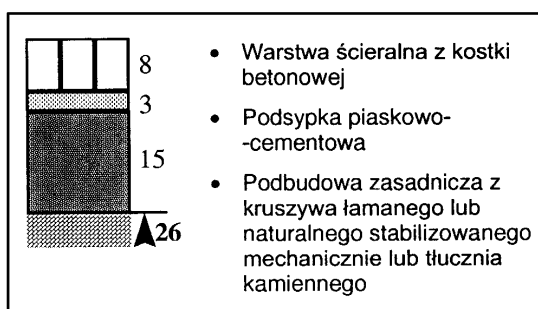 8
3
15
26
• Warstwa ścieralna z kostki
betonowej
• Podsypka piaskowo-
-cementowa
• Podbudowa zasadnicza z
kruszywa łamanego lub
naturalnego stabilizowanego
mechanicznie lub tłucznia
kamiennego